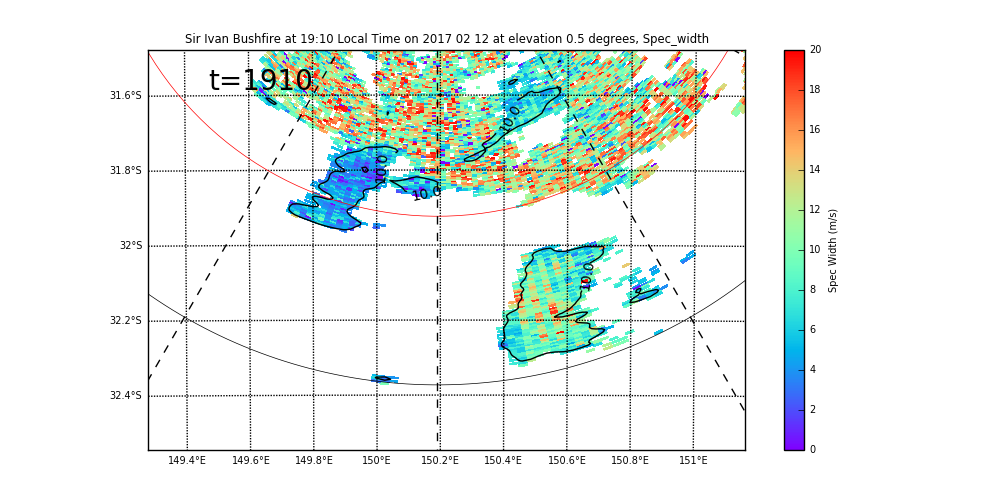 Sir Ivan Bushfire at 19:10 Local Time on 2017 02 12 at elevation 0.5 degrees, Spec_width
t=1910
31.6°S
31.8°S
32°S
32.2°S
32.4°S
149.4°E 149.6°E 149.8°E 150°E 150.2°E 150.4°E 150.6°E 150.8°E 151°E
10.0
10.0
10.0
10.0
20
18
16
14
12
10
8
6
4
2
0
Spec Width (m/s)